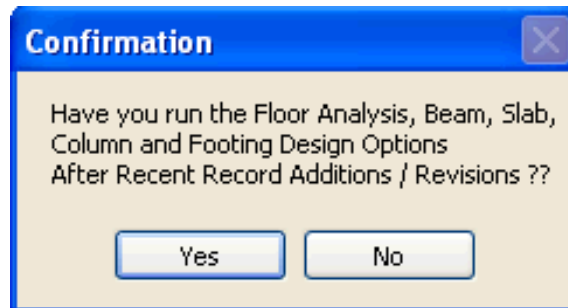 Confirmation
Have you run the Floor Analysis, Beam, Slab,
Column and Footing Design Options
After Recent Record Additions / Revisions ??
Yes
No